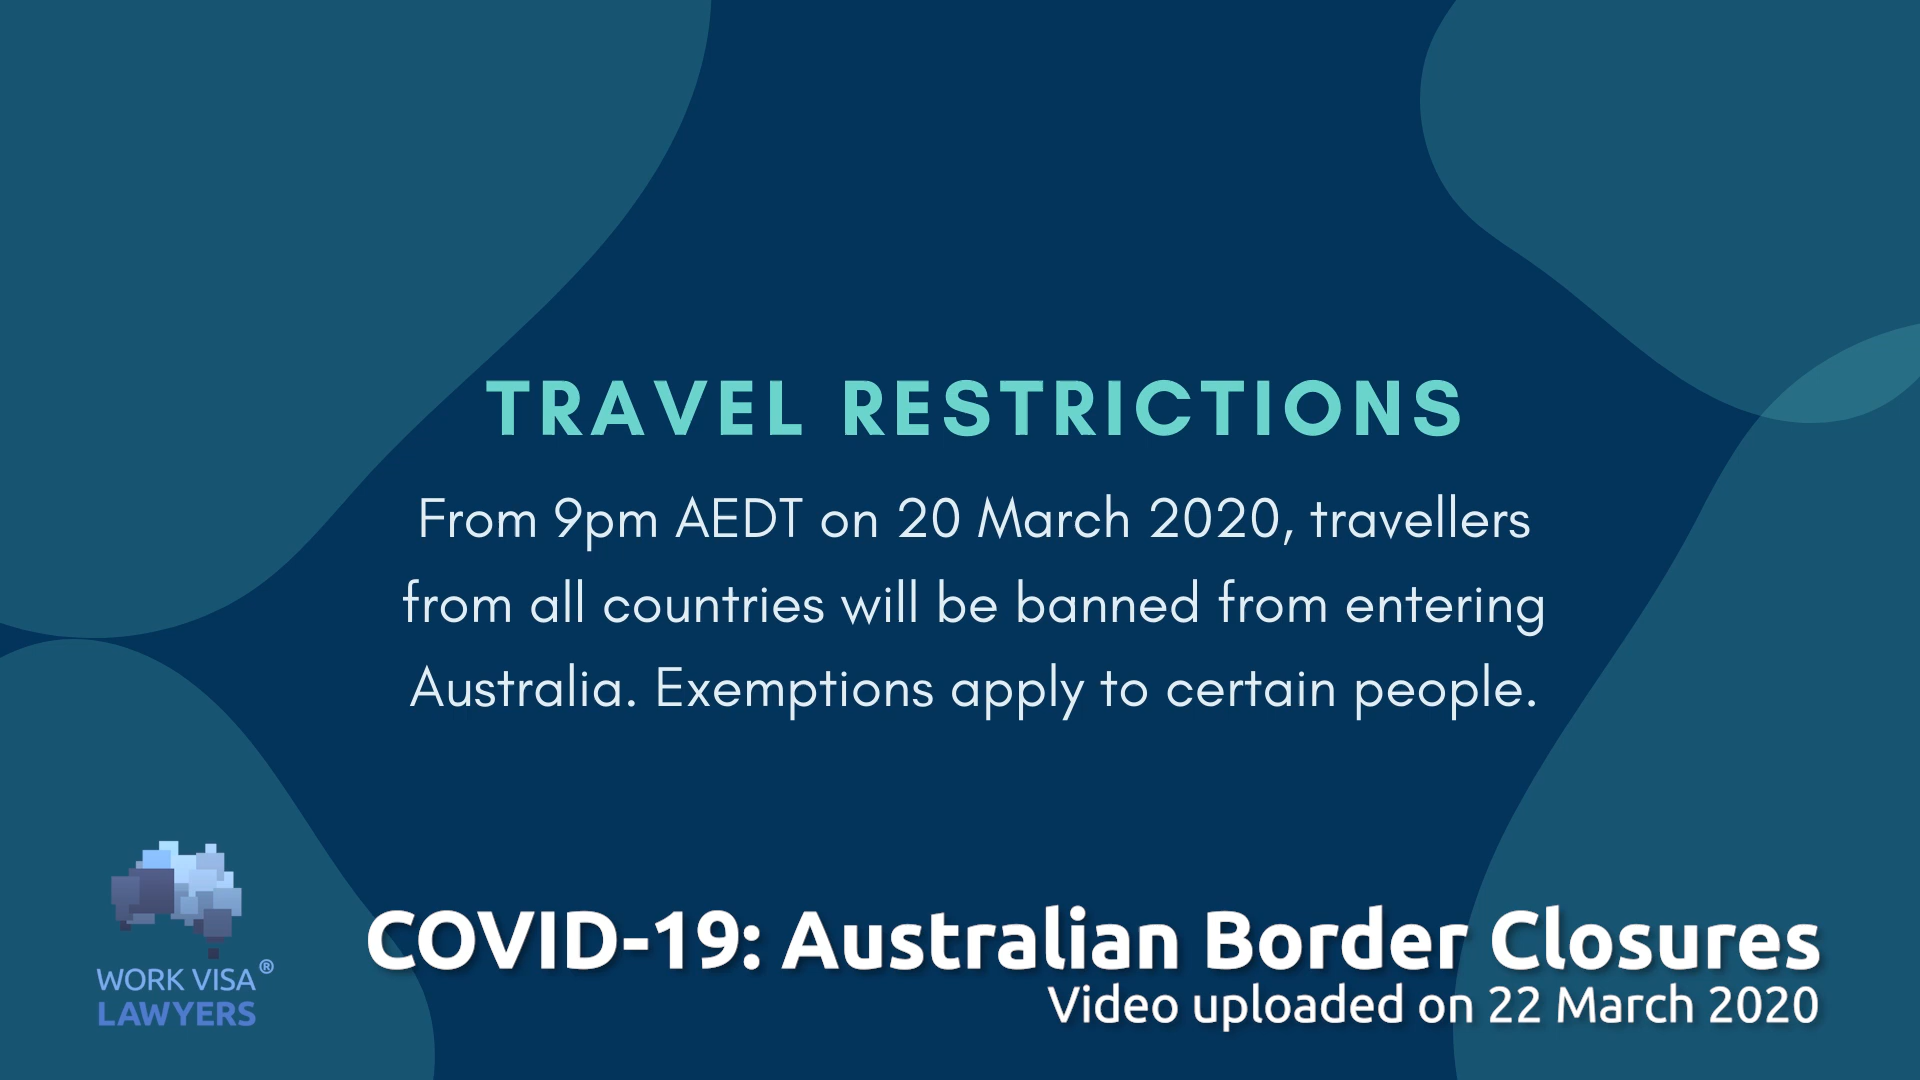 TRAVEL RESTRICTIONS
From 9pm AEDT on 20 March 2020, travellers
from all countries will be banned from entering
Australia. Exemptions apply to certain people.
COVID-19: Australian Border Closures
Video uploaded on 22 March 2020
WORK VISA®
LAWYERS